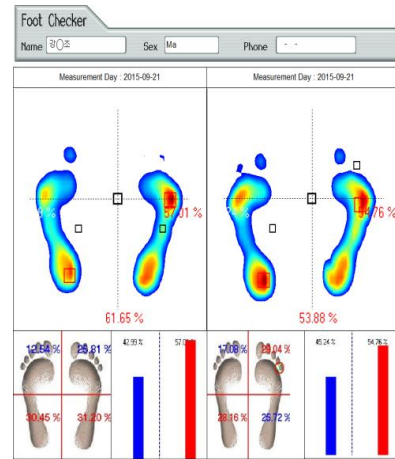 Foot Checker
Name 강○조 Sex Ma Phone - -
Measurement Day : 2015-09-21 Measurement Day : 2015-09-21
57.01 % 54.76 %
61.65 % 53.88 %
12.54 % 25.81 % 42.99 % 17.08 % 29.04 % 45.24 % 54.76 %
30.45 % 31.20 % 28.16 % 25.72 %